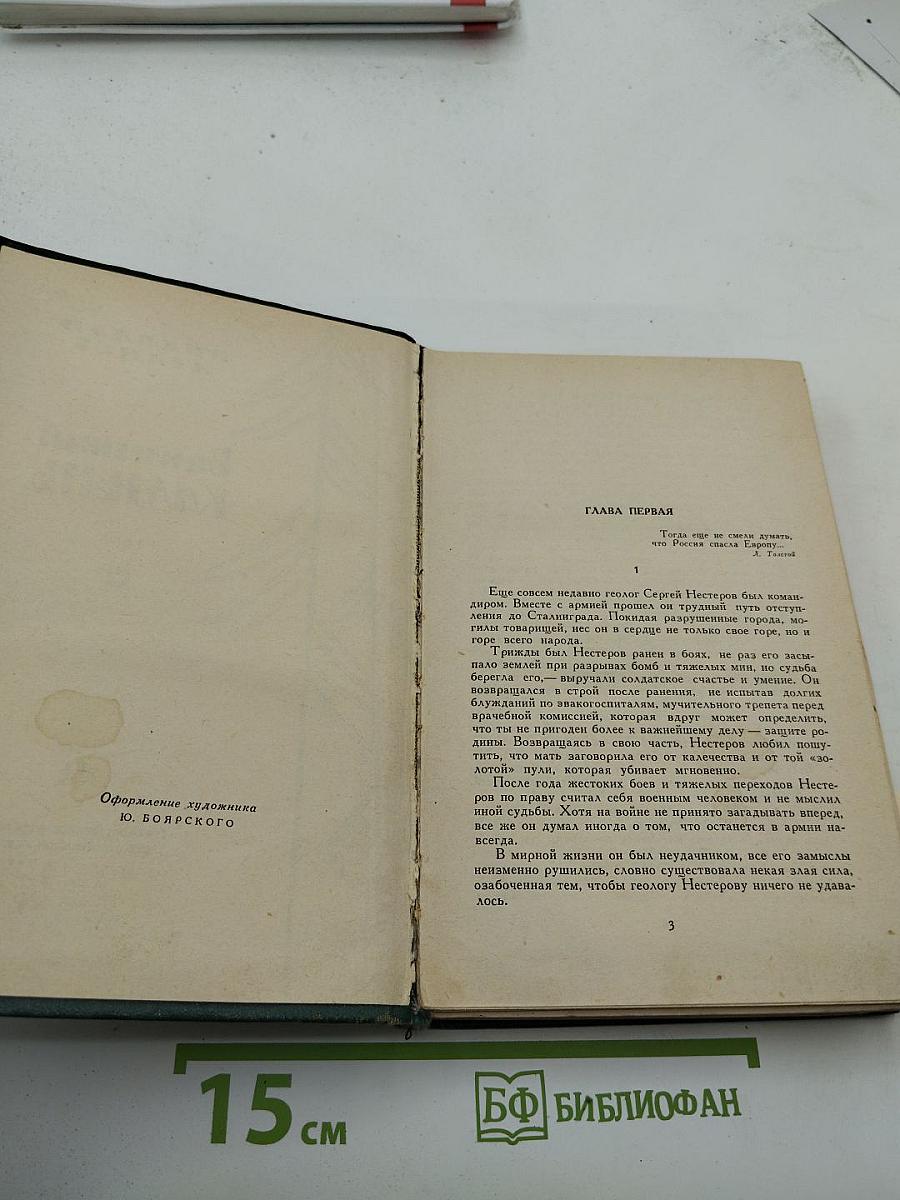 Оформление художника
Ю. БОЯРСКОГО
ГЛАВА ПЕРВАЯ
Тогда еще не смели думать,
что Россия спасла Европу...
Л. Толстой
1
Еще совсем недавно геолог Сергей Нестеров был коман-
диром. Вместе с армией прошел он трудный путь отступ-
ления до Сталинграда. Покидая разрушенные города, мо-
гилы товарищей, нес он в сердце не только свое горе, но и
горе всего народа.
Трижды был Нестеров ранен в боях, не раз его засы-
пало землей при разрывах бомб и тяжелых мин, но судьба
берегла его,— выручали солдатское счастье и умение. Он
возвращался в строй после ранения, не испытав долгих
блужданий по эвакогоспиталям, мучительного трепета перед
врачебной комиссией, которая вдруг может определить,
что ты не пригоден более к важнейшему делу — защите ро-
дины. Возвращаясь в свою часть, Нестеров любил пошу-
тить, что мать заговорила его от калечества и от той «зо-
лотой» пули, которая убивает мгновенно.
После года жестоких боев и тяжелых переходов Несте-
ров по праву считал себя военным человеком и не мыслил
иной судьбы. Хотя на войне не принято загадывать вперед,
все же он думал иногда о том, что останется в армии на-
всегда.
В мирной жизни он был неудачником, все его замыслы
неизменно рушились, словно существовала некая злая сила,
озабоченная тем, чтобы геологу Нестерову ничего не удава-
лось.
3
15 см
БФ БИБЛИОФАН